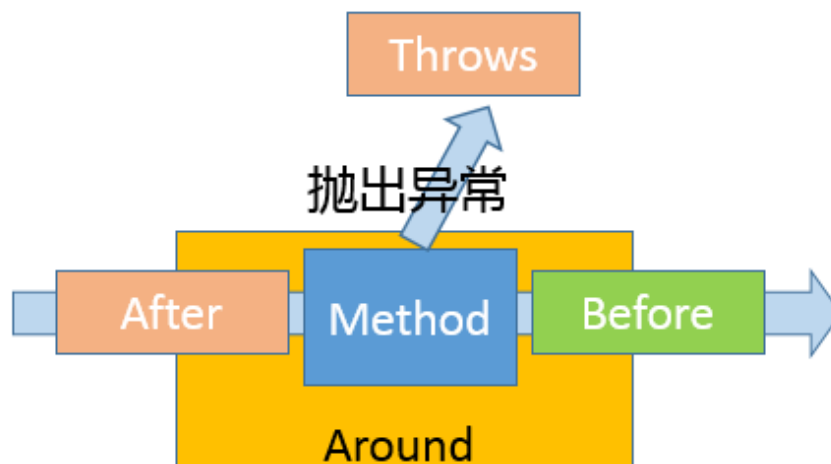 Throws
抛出异常
After
Method
Before
Around